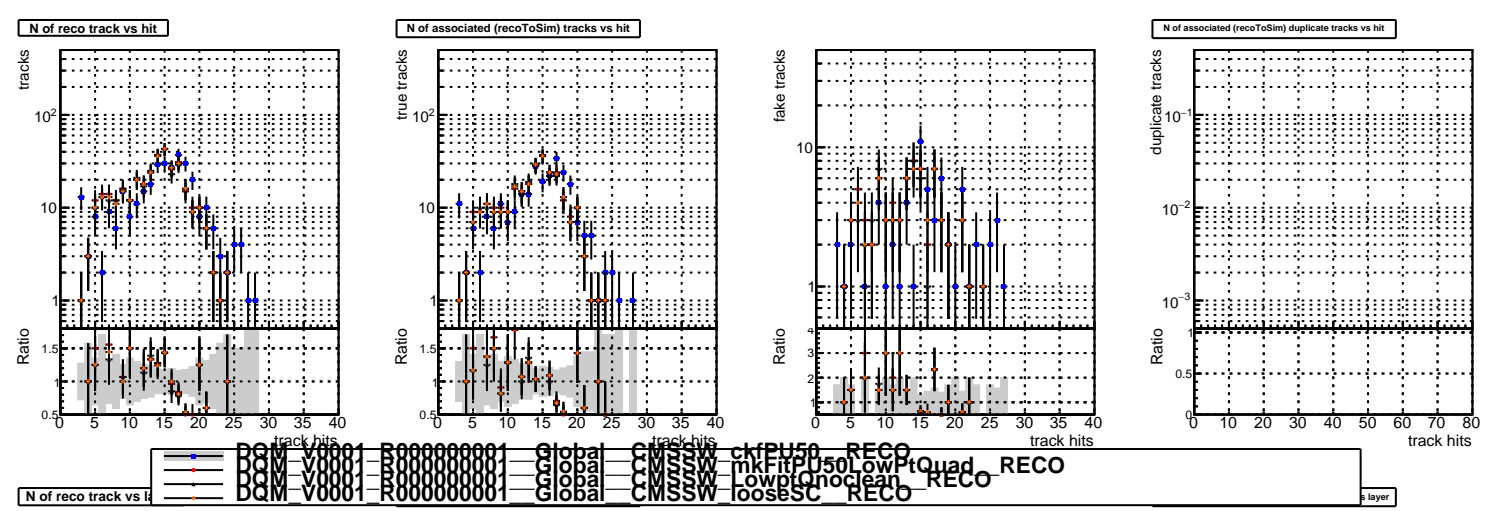 N of reco track vs hit
N of associated (recoToSim) tracks vs hit
N of associated (recoToSim) duplicate tracks vs hit
tracks
10²
10
1
Ratio
1.5
1
0.5
0 5 10 15 20 25 30 35 40
track hits
true tracks
10²
10
1
Ratio
1.5
1
0.5
0 5 10 15 20 25 30 35 40
track hits
fake tracks
10
1
Ratio
4
3
2
1
0 5 10 15 20 25 30 35 40
track hits
duplicate tracks
10⁻¹
10⁻²
10⁻³
Ratio
1
0.5
0
0 10 20 30 40 50 60 70 80
track hits
DQM_V0001_R000000001__Global__CMSSW_ckfPU50__RECO
DQM_V0001_R000000001__Global__CMSSW_mkFitPU50LowPtQuad__RECO
DQM_V0001_R000000001__Global__CMSSW_LowptQnoclean__RECO
DQM_V0001_R000000001__Global__CMSSW_looseSC__RECO
N of reco track vs la
s layer